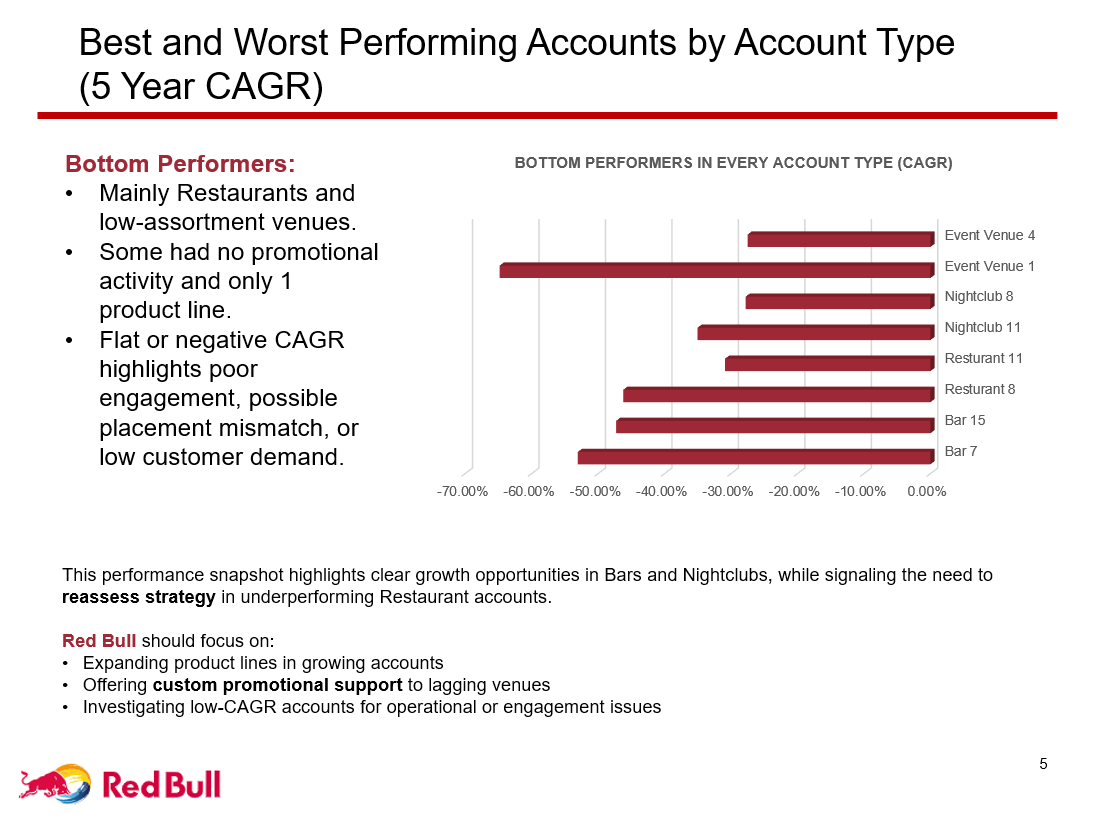 Best and Worst Performing Accounts by Account Type
(5 Year CAGR)
Bottom Performers:
• Mainly Restaurants and
low-assortment venues.
• Some had no promotional
activity and only 1
product line.
• Flat or negative CAGR
highlights poor
engagement, possible
placement mismatch, or
low customer demand.
BOTTOM PERFORMERS IN EVERY ACCOUNT TYPE (CAGR)
Event Venue 4
Event Venue 1
Nightclub 8
Nightclub 11
Resturant 11
Resturant 8
Bar 15
Bar 7
-70.00% -60.00% -50.00% -40.00% -30.00% -20.00% -10.00% 0.00%
This performance snapshot highlights clear growth opportunities in Bars and Nightclubs, while signaling the need to
reassess strategy in underperforming Restaurant accounts.
Red Bull should focus on:
• Expanding product lines in growing accounts
• Offering custom promotional support to lagging venues
• Investigating low-CAGR accounts for operational or engagement issues
5
Red Bull